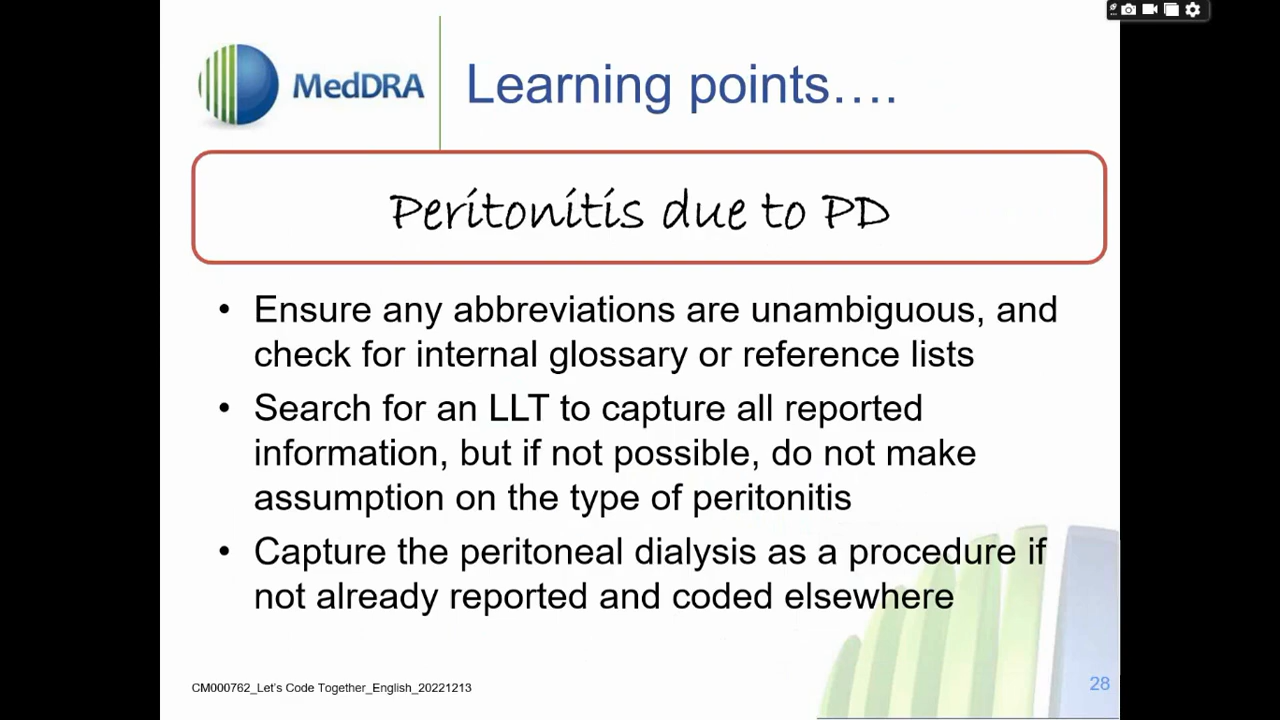 MedDRA
Learning points....
Peritonitis due to PD
• Ensure any abbreviations are unambiguous, and
check for internal glossary or reference lists
• Search for an LLT to capture all reported
information, but if not possible, do not make
assumption on the type of peritonitis
• Capture the peritoneal dialysis as a procedure if
not already reported and coded elsewhere
CM000762_Let's Code Together_English_20221213
28